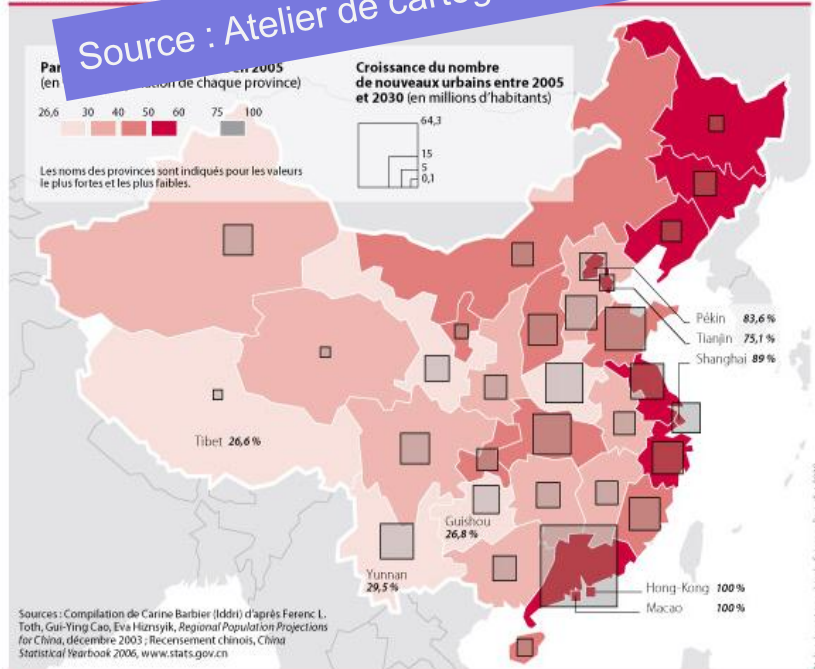 Source : Atelier de
en 2005
(en de chaque province)
26,6 30 40 50 60 75 100
Les noms des provinces sont indiqués pour les valeurs
le plus fortes et les plus faibles.
Croissance du nombre
de nouveaux urbains entre 2005
et 2030 (en millions d'habitants)
64,3
15
5
0,1
Pékin 83,6 %
Tianjin 75,1 %
Shanghai 89 %
Tibet 26,6 %
Guishou
26,8 %
Yunnan
29,5 %
Hong-Kong 100 %
Macao 100 %
Sources : Compilation de Carine Barbier (Iddri) d'après Ferenc L.
Toth, Gui-Ying Cao, Eva Hiznsyik, Regional Population Projections
for China, décembre 2003 ; Recensement chinois, China
Statistical Yearbook 2006, www.stats.gov.cn